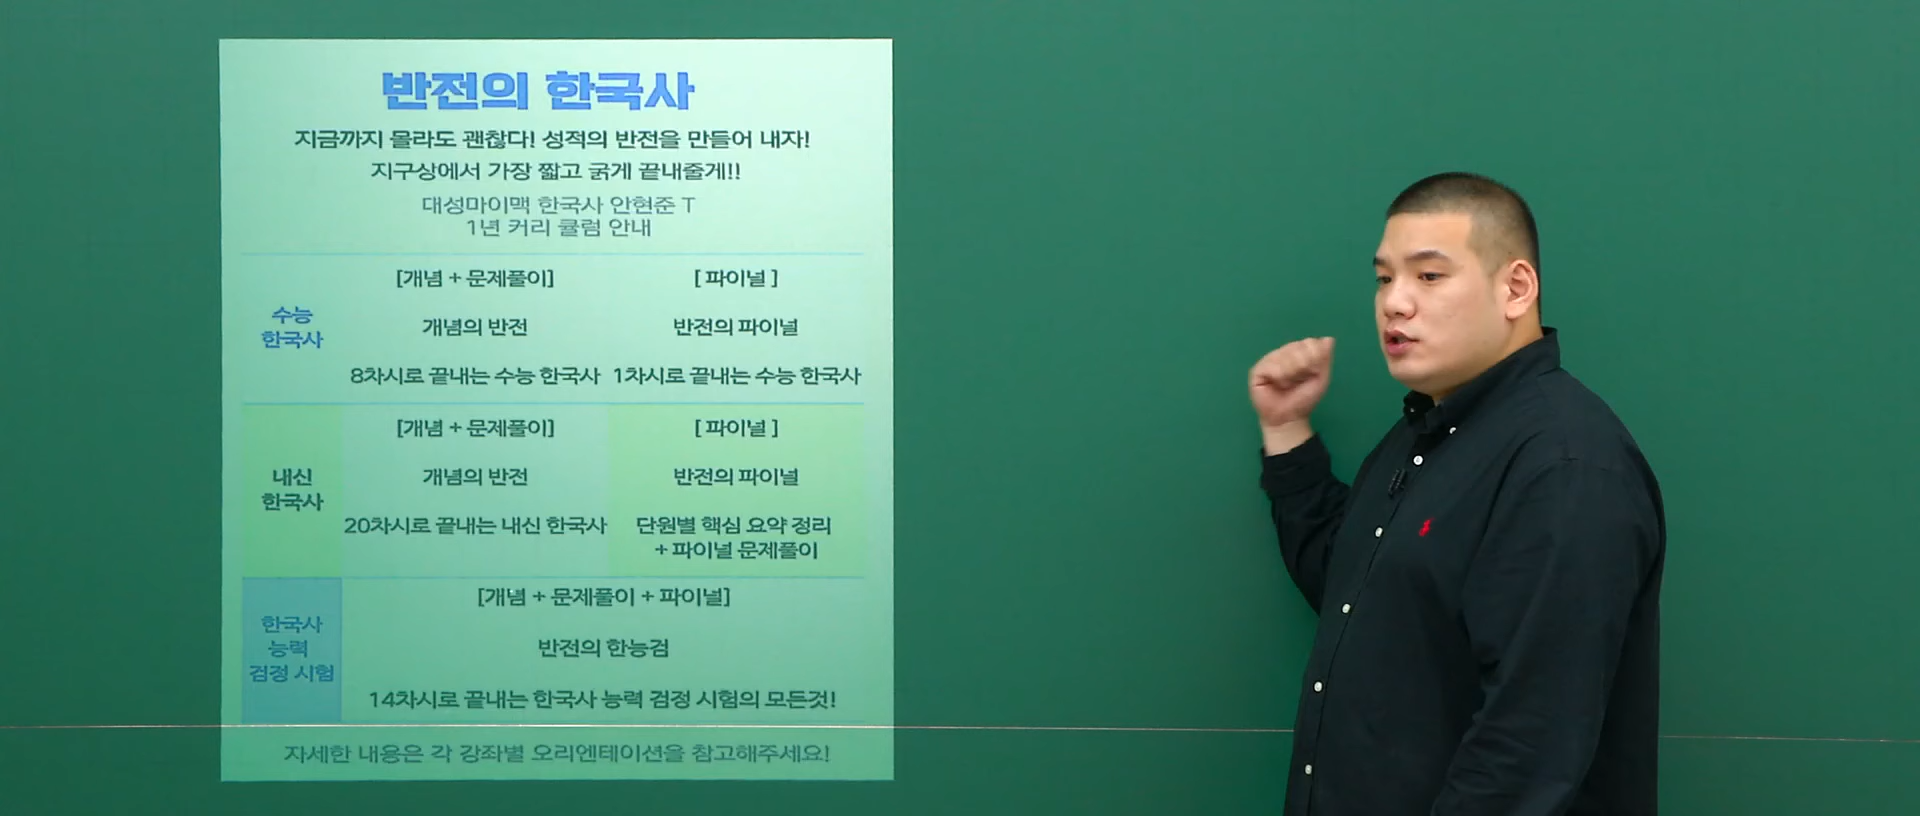 반전의 한국사
지금까지 몰라도 괜찮다! 성적의 반전을 만들어 내자!
지구상에서 가장 짧고 굵게 끝내줄게!!
대성마이맥 한국사 안현준 T
1년 커리 큘럼 안내
수능
한국사
[개념 + 문제풀이]
개념의 반전
8차시로 끝내는 수능 한국사
[ 파이널 ]
반전의 파이널
1차시로 끝내는 수능 한국사
내신
한국사
[개념 + 문제풀이]
개념의 반전
20차시로 끝내는 내신 한국사
[ 파이널 ]
반전의 파이널
단원별 핵심 요약 정리
+ 파이널 문제풀이
한국사
능력
검정 시험
[개념 + 문제풀이 + 파이널]
반전의 한능검
14차시로 끝내는 한국사 능력 검정 시험의 모든것!
자세한 내용은 각 강좌별 오리엔테이션을 참고해주세요!